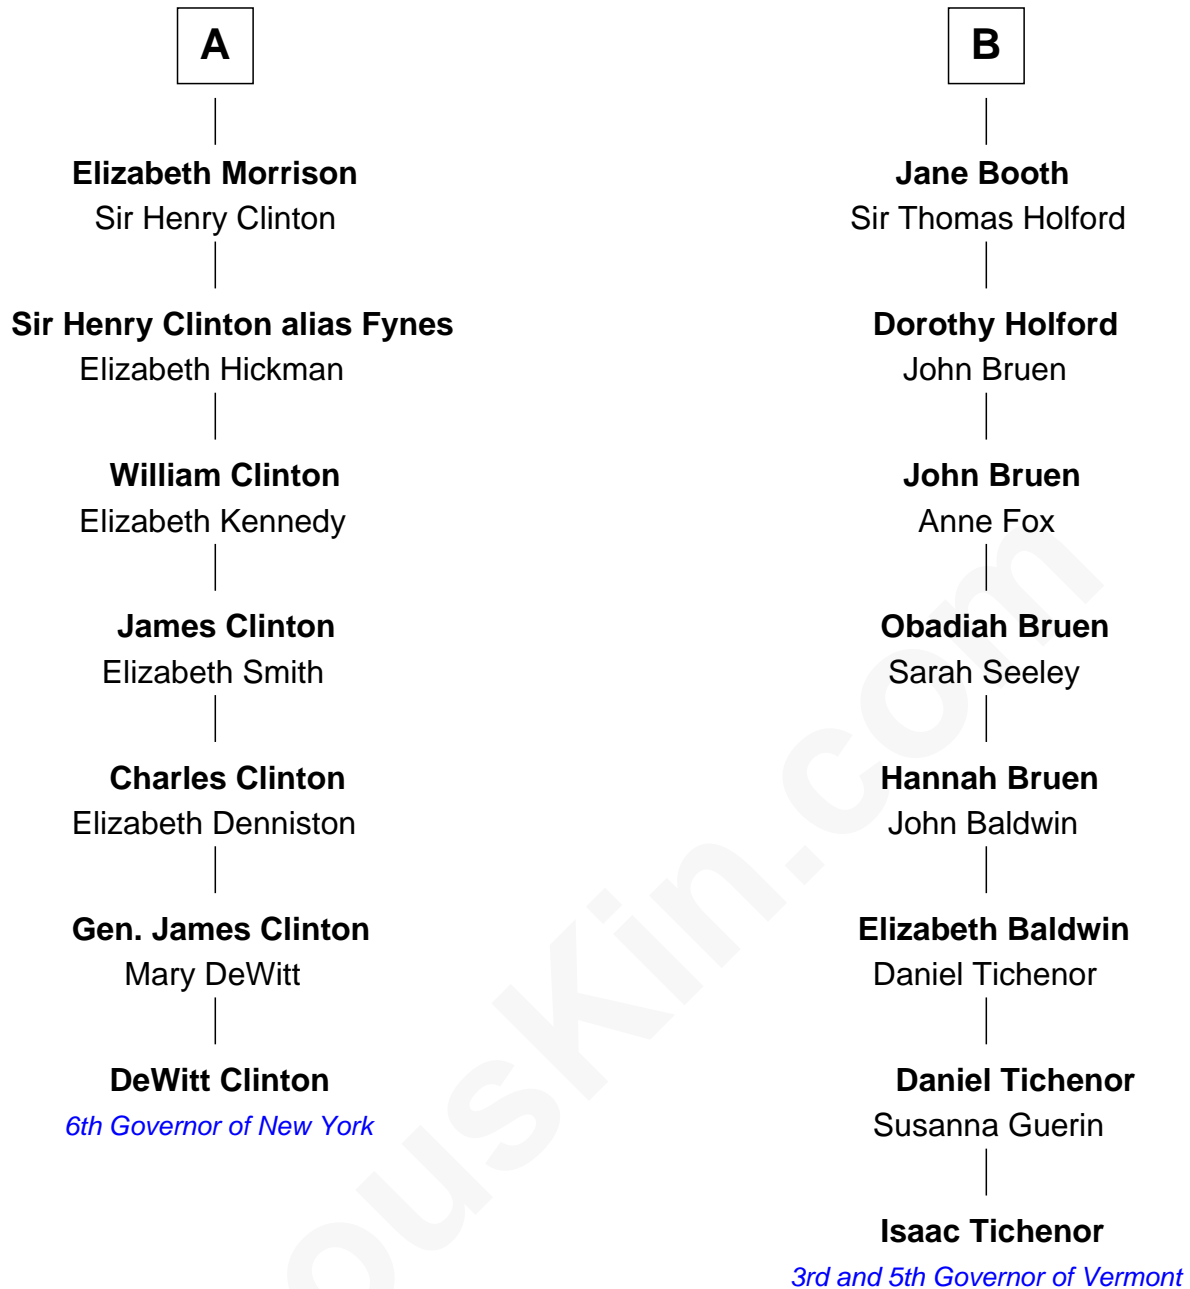 A
Elizabeth Morrison
Sir Henry Clinton
Sir Henry Clinton alias Fynes
Elizabeth Hickman
William Clinton
Elizabeth Kennedy
James Clinton
Elizabeth Smith
Charles Clinton
Elizabeth Denniston
Gen. James Clinton
Mary DeWitt
DeWitt Clinton
6th Governor of New York
B
Jane Booth
Sir Thomas Holford
Dorothy Holford
John Bruen
John Bruen
Anne Fox
Obadiah Bruen
Sarah Seeley
Hannah Bruen
John Baldwin
Elizabeth Baldwin
Daniel Tichenor
Daniel Tichenor
Susanna Guerin
Isaac Tichenor
3rd and 5th Governor of Vermont
ousKin.com